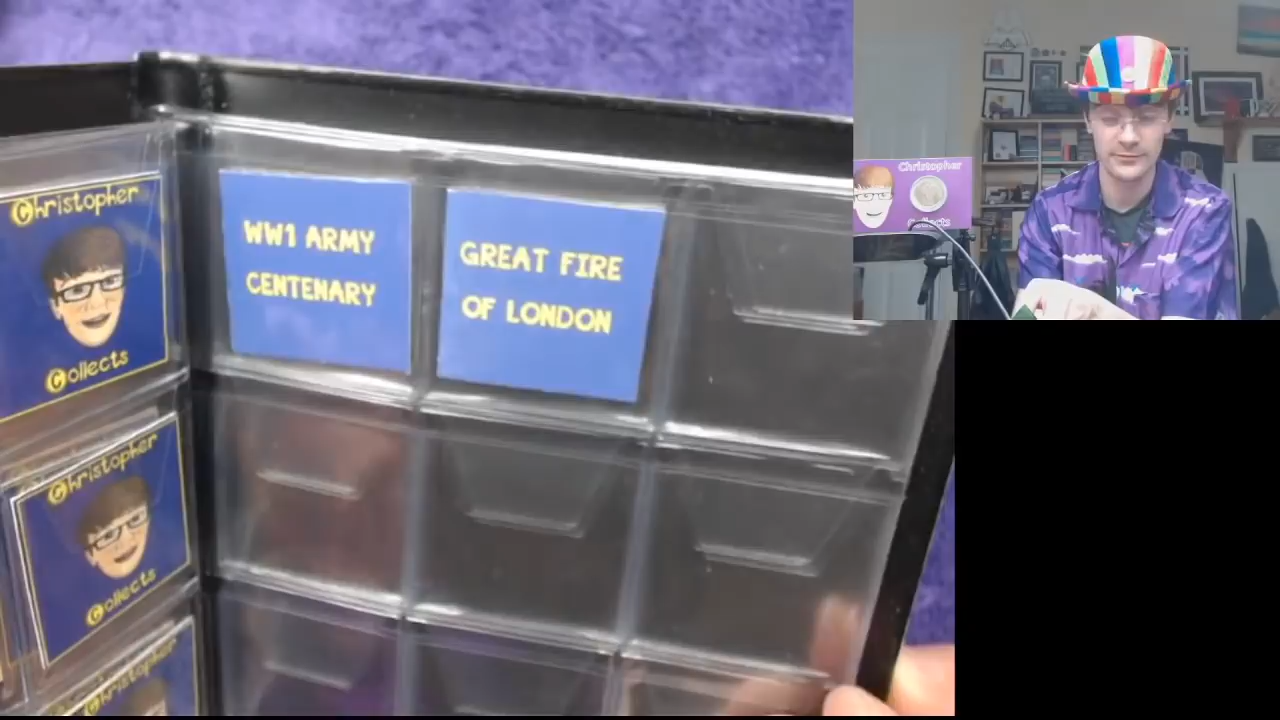 Christopher
Collects
WW1 ARMY
CENTENARY
GREAT FIRE
OF LONDON
Christopher
Collects
Christopher
Christopher
Collects